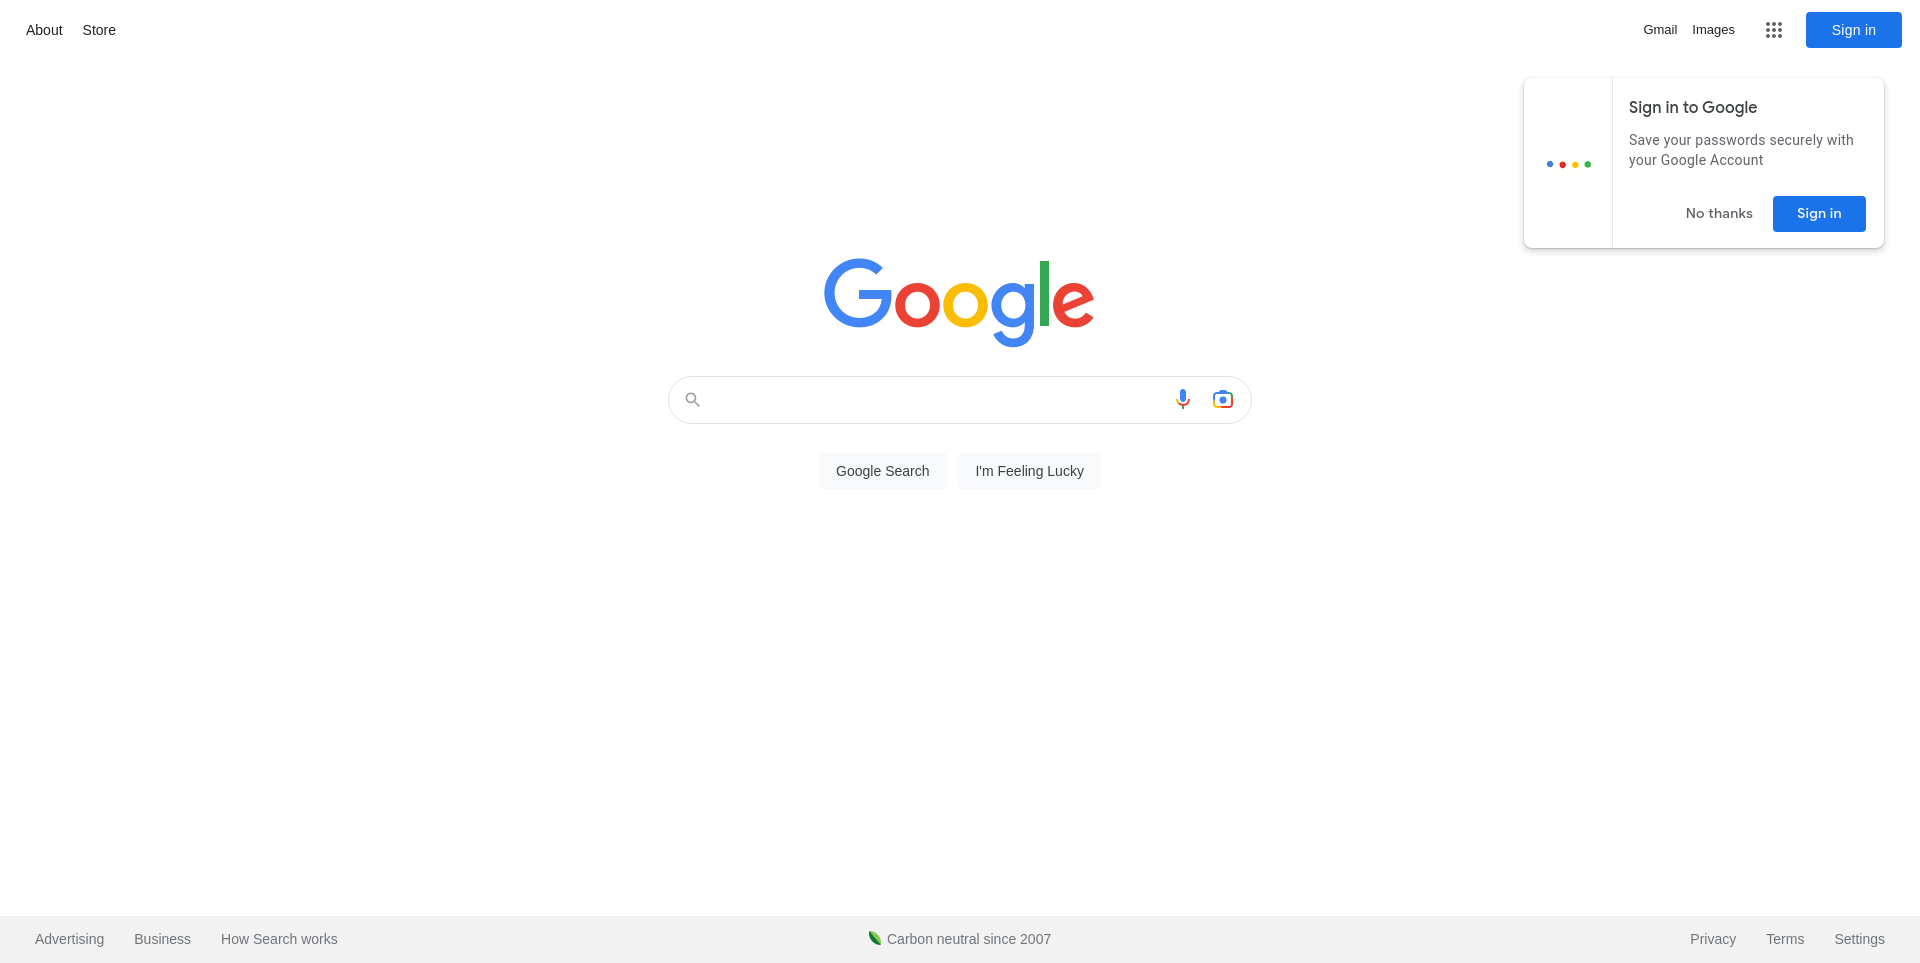 About Store
Gmail Images Sign in
Sign in to Google
Save your passwords securely with
your Google Account
No thanks Sign in
Google
Google Search I'm Feeling Lucky
Advertising Business How Search works
Carbon neutral since 2007
Privacy Terms Settings